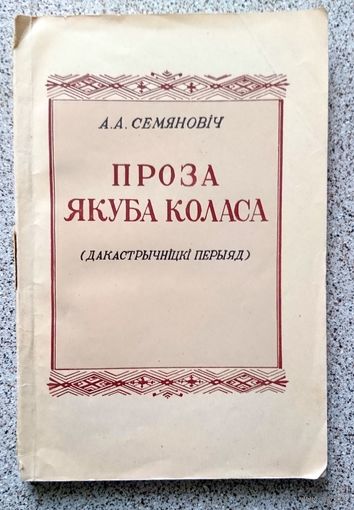 А.А. СЕМЯНОВІЧ
ПРОЗА
ЯКУБА КОЛАСА
(ДАКАСТРЫЧНІЦКІ ПЕРЫЯД)